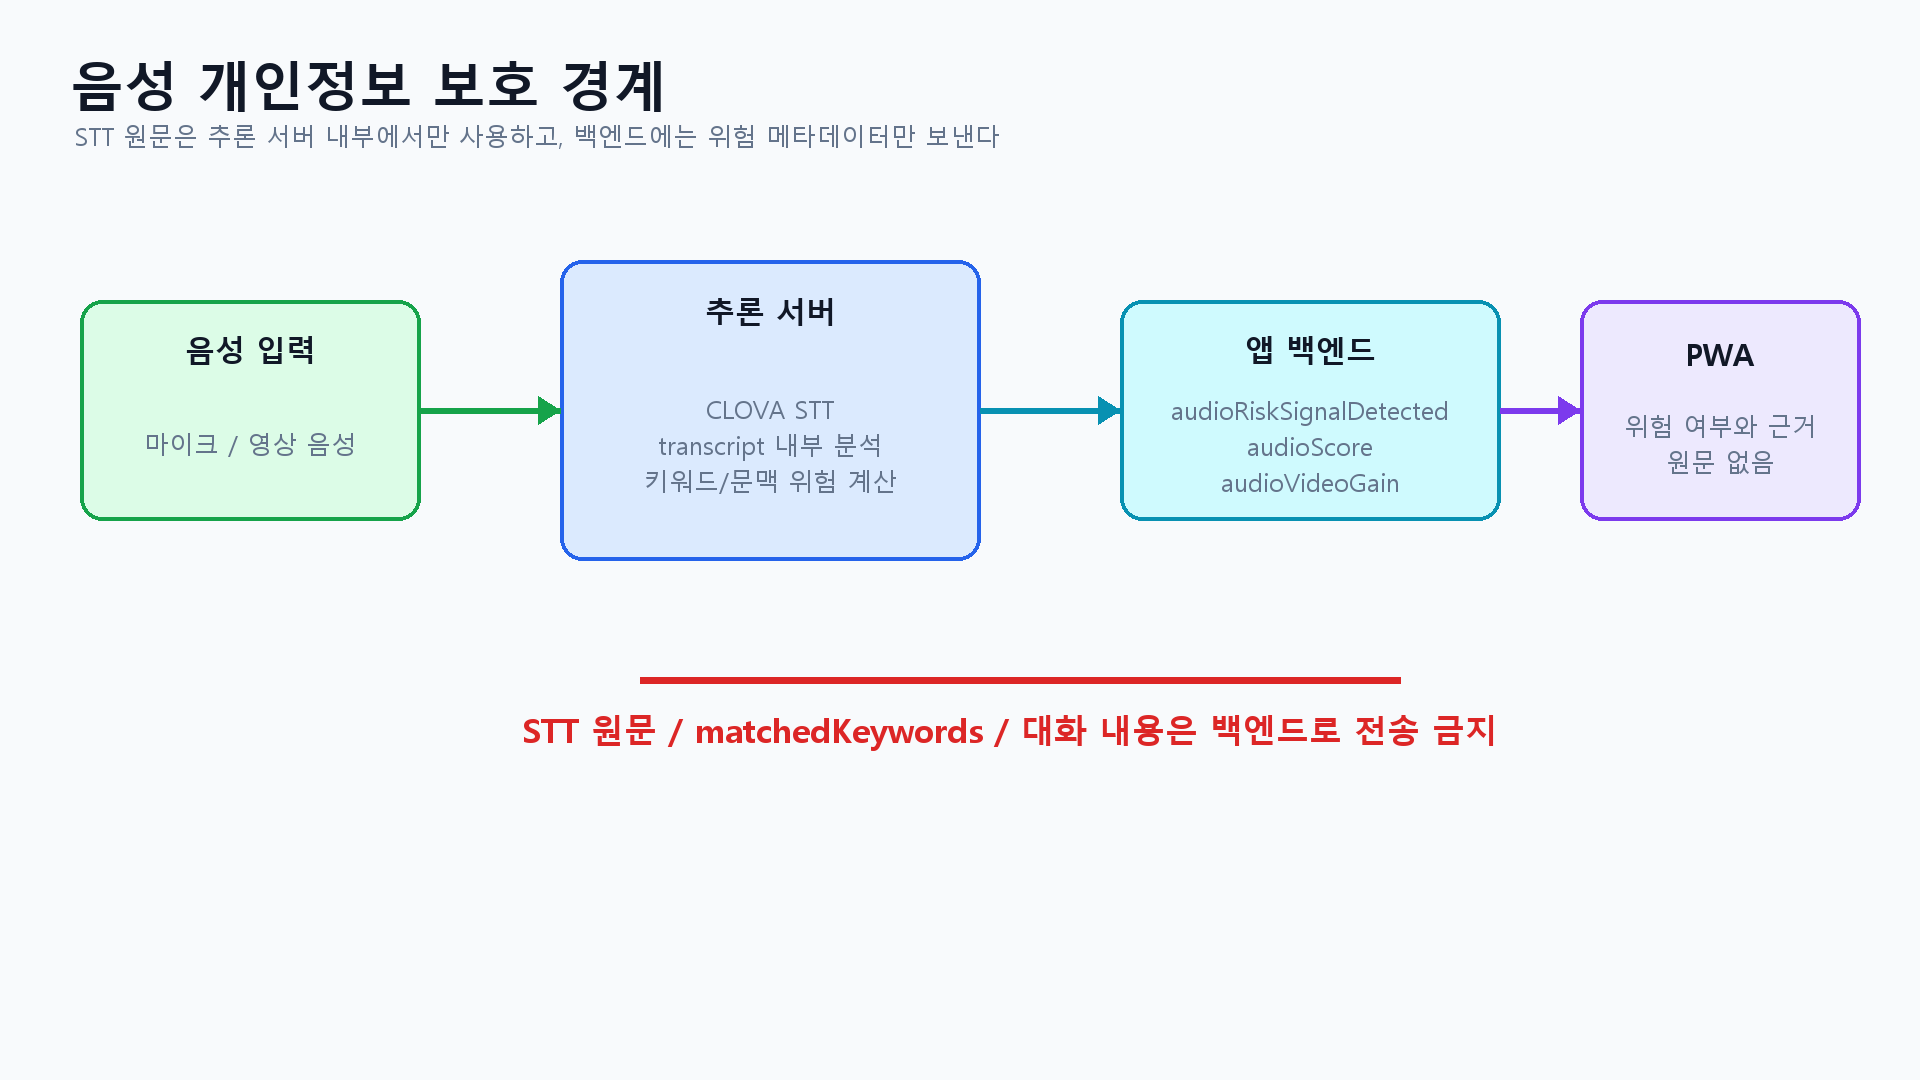 음성 개인정보 보호 경계
STT 원문은 추론 서버 내부에서만 사용하고, 백엔드에는 위험 메타데이터만 보낸다
음성 입력
마이크 / 영상 음성
추론 서버
CLOVA STT
transcript 내부 분석
키워드/문맥 위험 계산
앱 백엔드
audioRiskSignalDetected
audioScore
audioVideoGain
PWA
위험 여부와 근거
원문 없음
STT 원문 / matchedKeywords / 대화 내용은 백엔드로 전송 금지